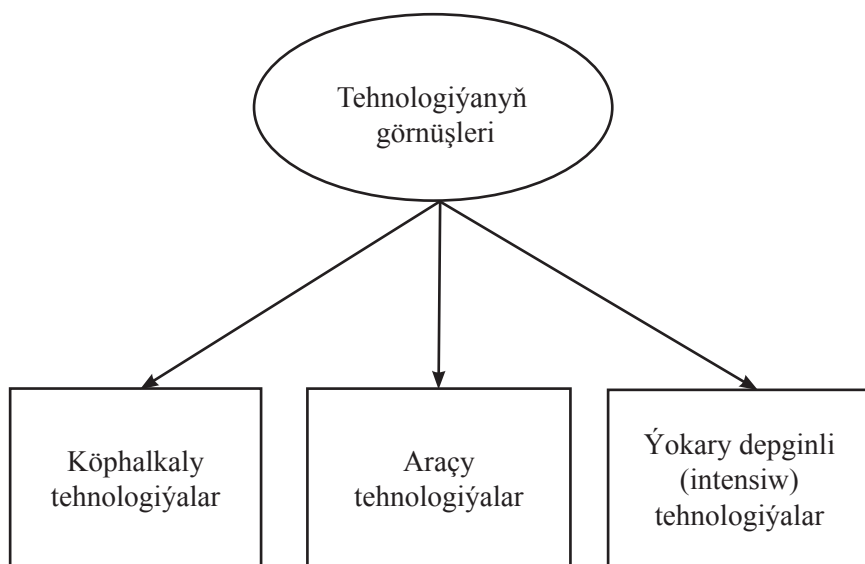 Tehnologiýanyň
görnüşleri
Köphalkaly
tehnologiýalar
Araçy
tehnologiýalar
Ýokary depginli
(intensiw)
tehnologiýalar